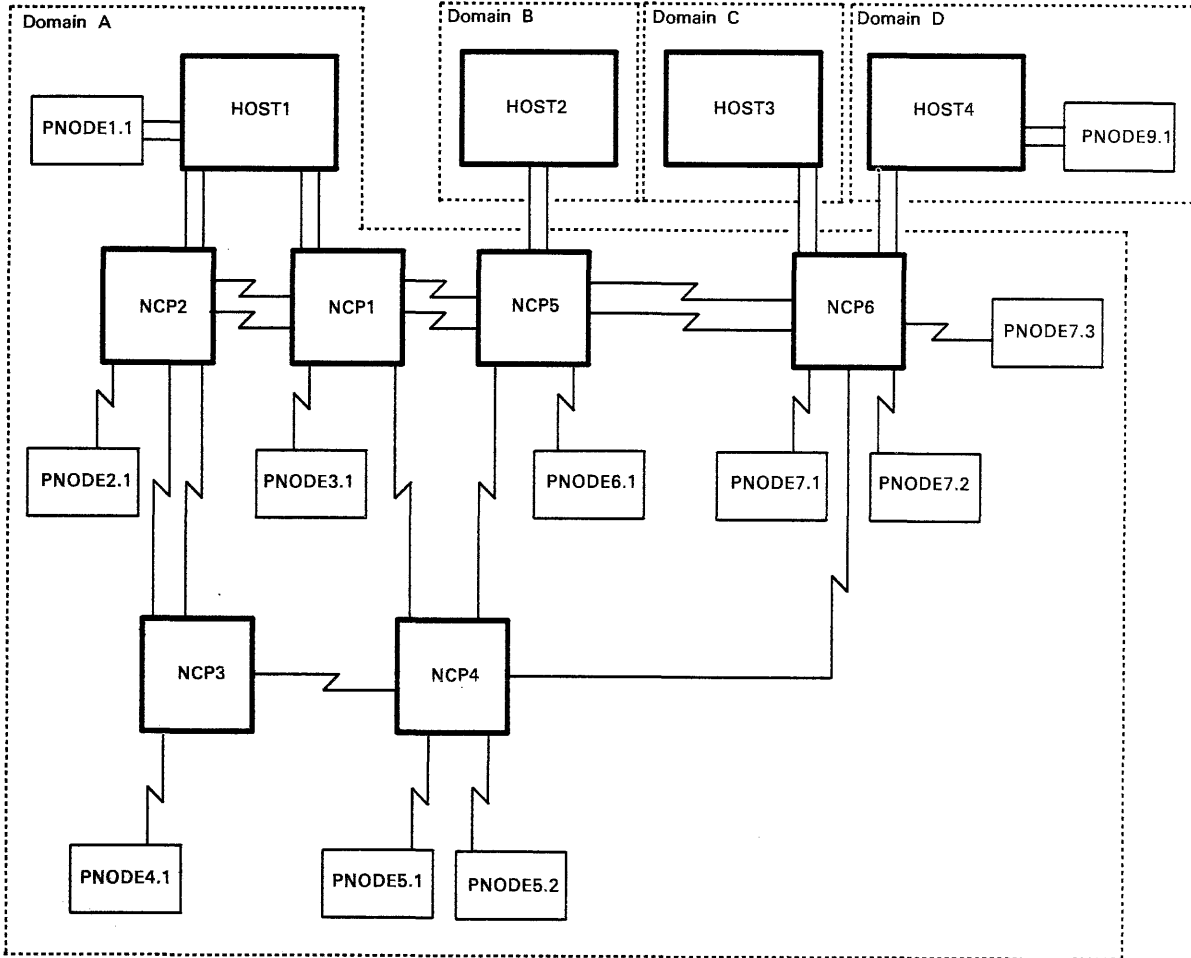 Domain A
Domain B
Domain C
Domain D
HOST1
HOST2
HOST3
HOST4
PNODE1.1
PNODE9.1
NCP2
NCP1
NCP5
NCP6
PNODE7.3
PNODE2.1
PNODE3.1
PNODE6.1
PNODE7.1
PNODE7.2
NCP3
NCP4
PNODE4.1
PNODE5.1
PNODE5.2